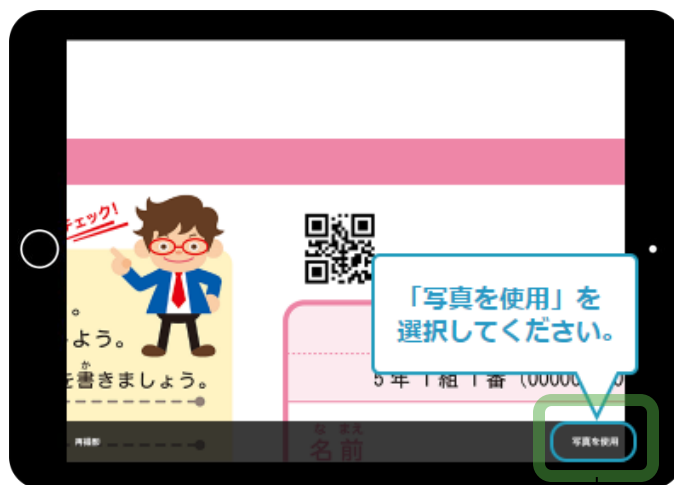 チェック!
「写真を使用」を
選択してください。
。
よう。
を書きましょう。
か
5年1組1番(00000
な まえ
名前
再撮影
写真を使用